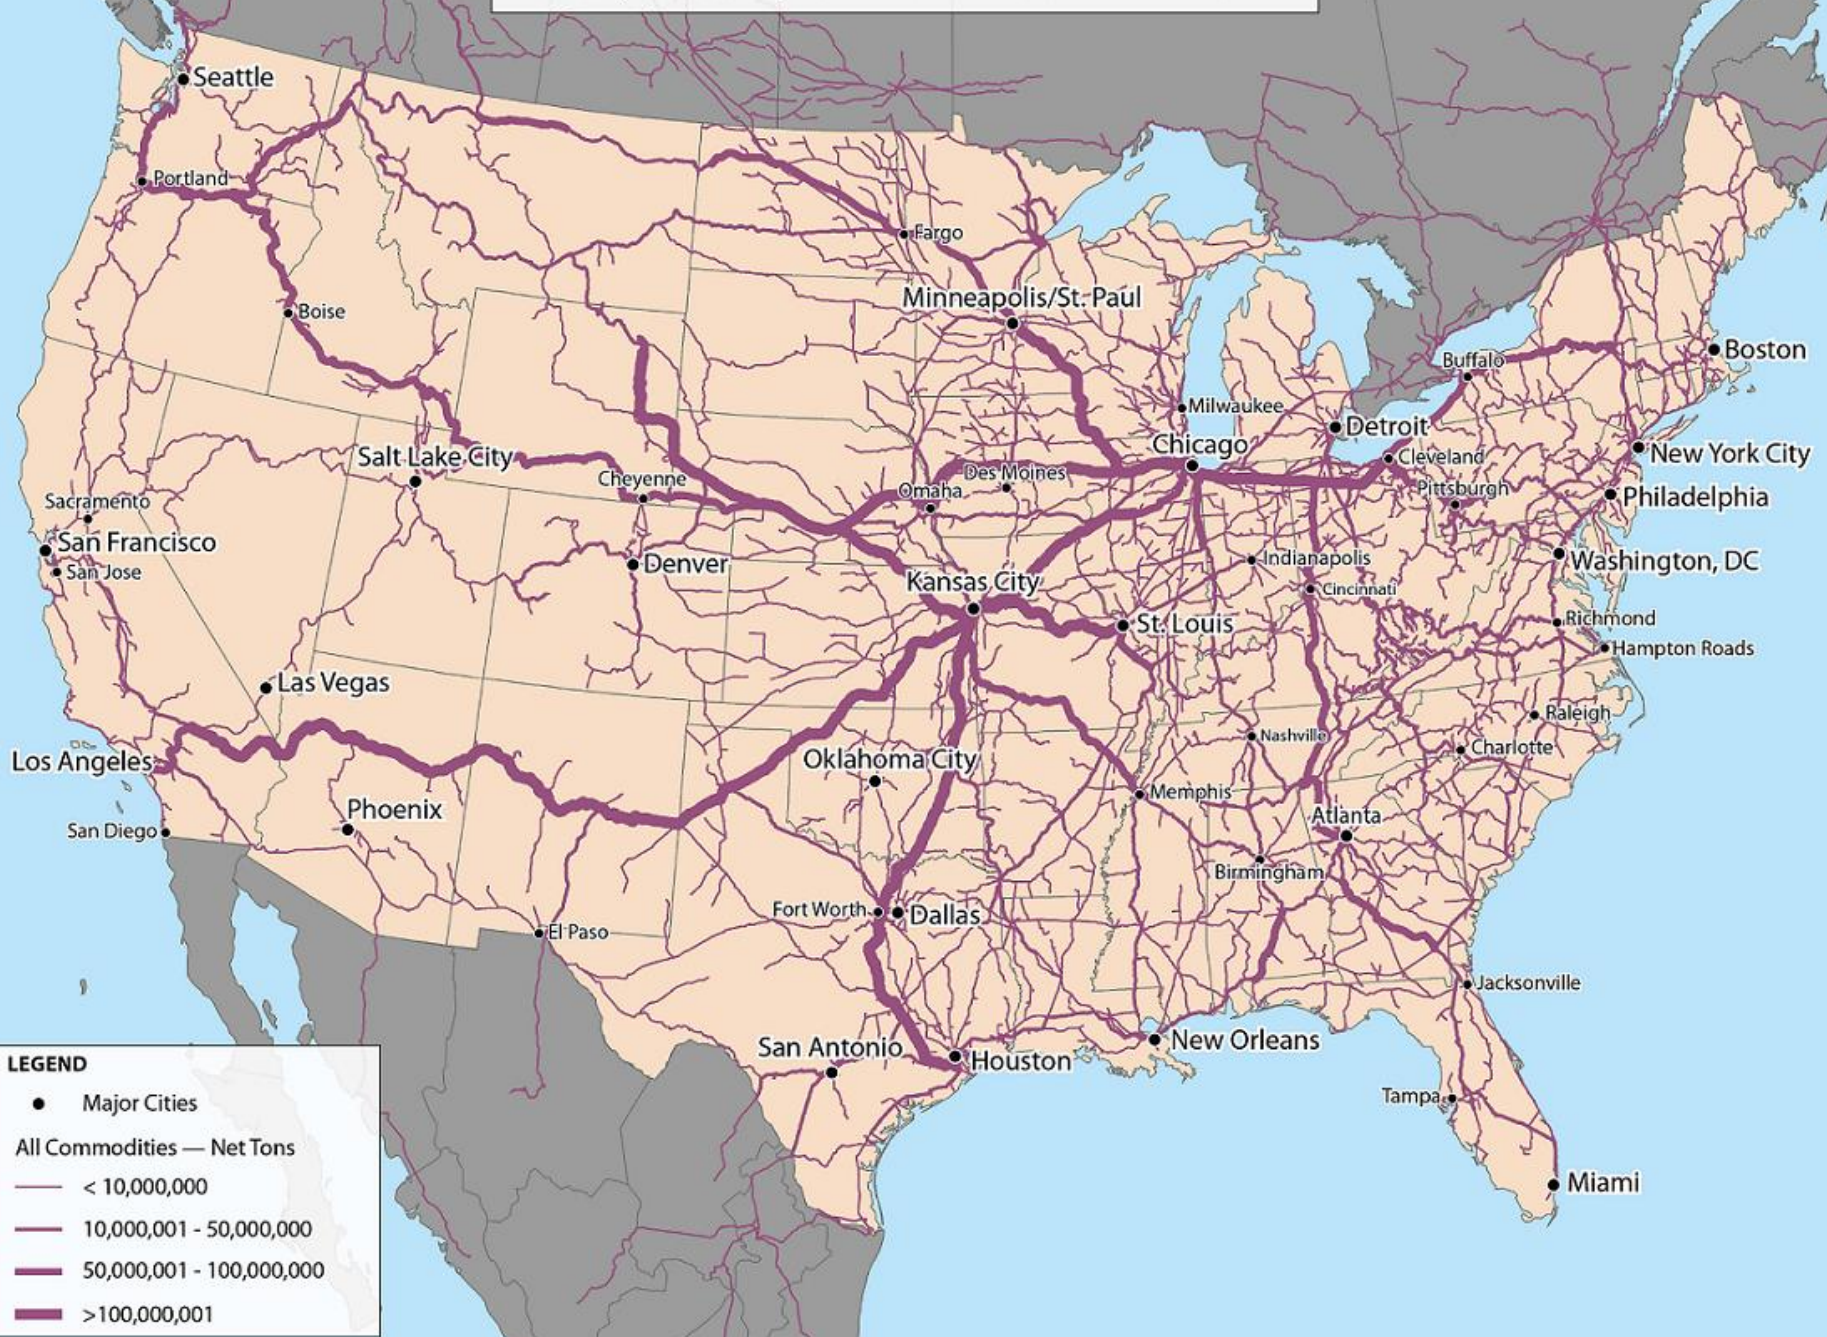 Seattle
Portland
Fargo
Minneapolis/St. Paul
Boise
Boston
Buffalo
Milwaukee
Detroit
Chicago
New York City
Salt Lake City
Cleveland
Des Moines
Cheyenne
Omaha
Pittsburgh
Philadelphia
Sacramento
San Francisco
Indianapolis
Washington, DC
San Jose
Denver
Kansas City
Cincinnati
St. Louis
Richmond
Hampton Roads
Las Vegas
Raleigh
Nashville
Charlotte
Los Angeles
Oklahoma City
Memphis
Phoenix
Atlanta
San Diego
Birmingham
Fort Worth
Dallas
El Paso
Jacksonville
San Antonio
New Orleans
Houston
Tampa
Miami
LEGEND
Major Cities
All Commodities — Net Tons
< 10,000,000
10,000,001 - 50,000,000
50,000,001 - 100,000,000
>100,000,001